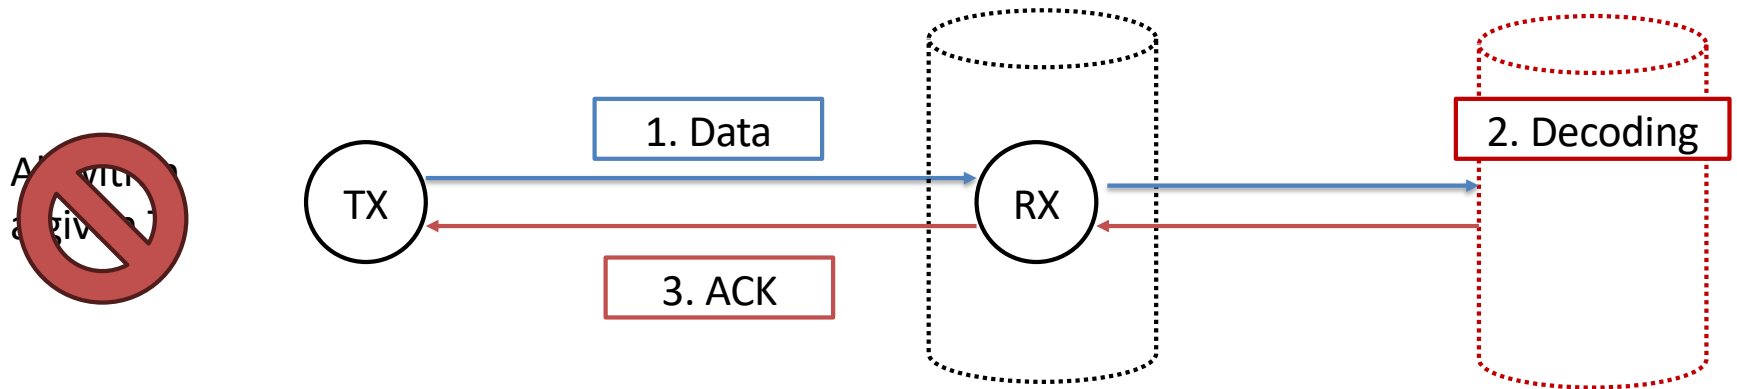 1. Data
2. Decoding
TX
RX
3. ACK